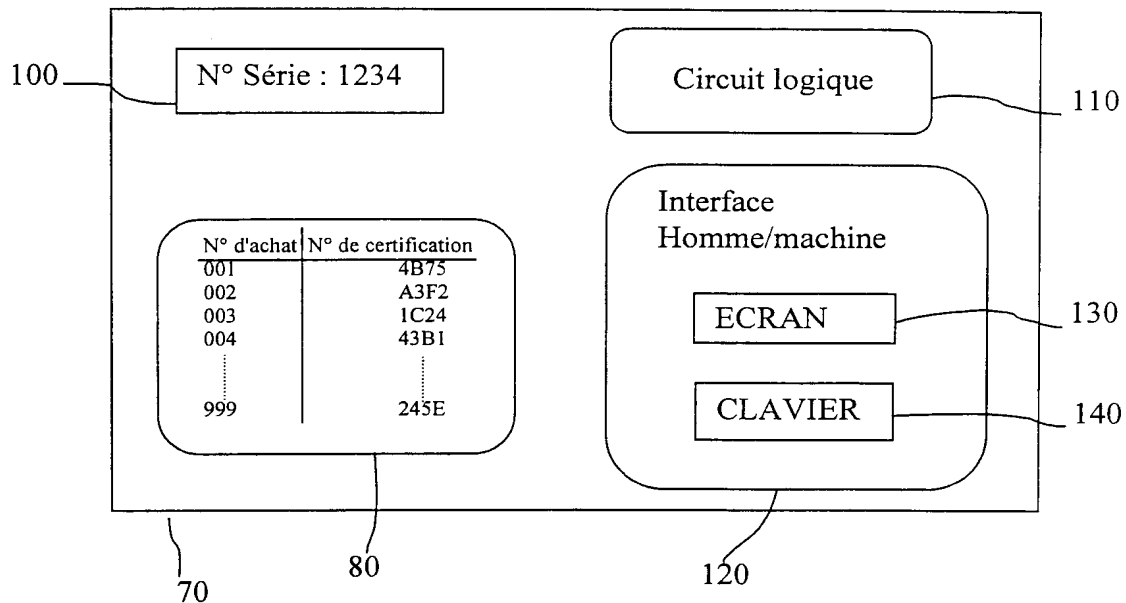 100
N° Série : 1234
Circuit logique
110
Interface
Homme/machine
N° d'achat N° de certification
001 4B75
002 A3F2
003 1C24
004 43B1
999 245E
ECRAN
130
CLAVIER
140
80
120
70